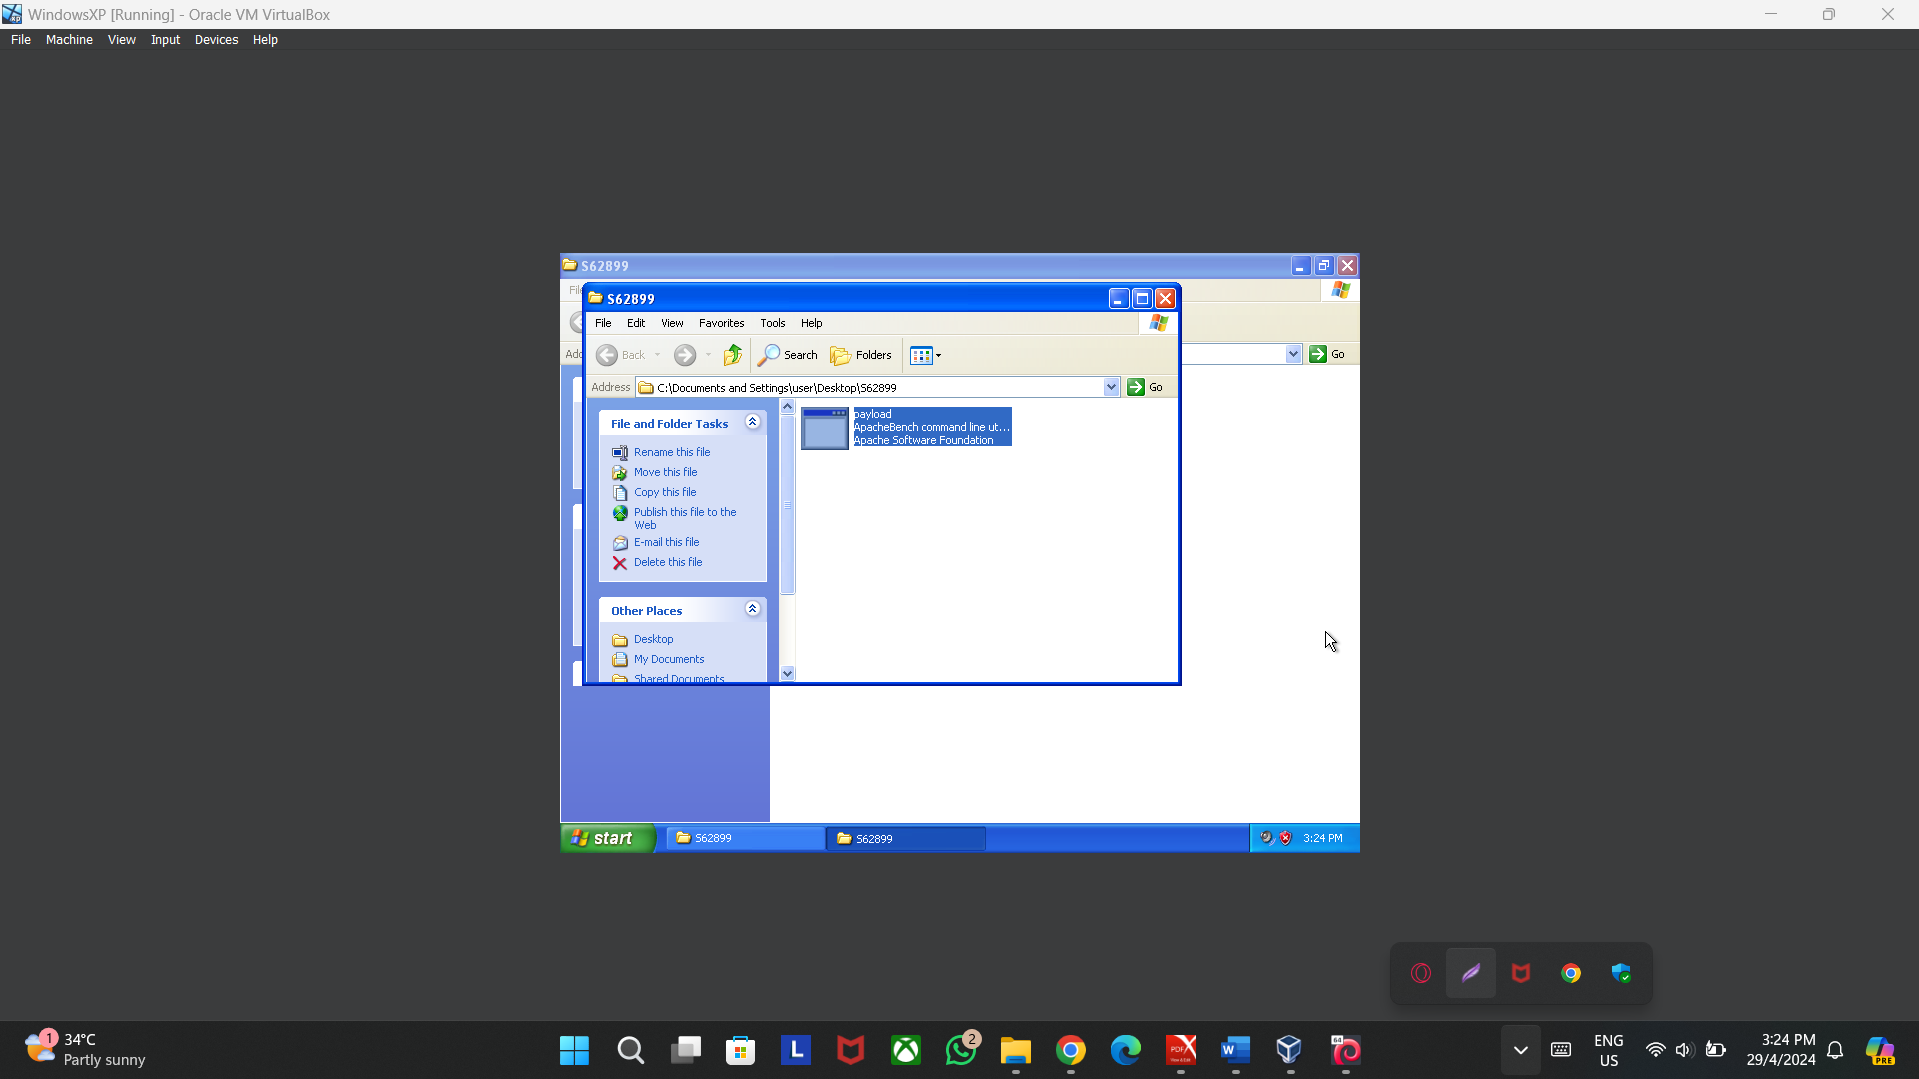 WindowsXP [Running] - Oracle VM VirtualBox
File Machine View Input Devices Help
S62899
S62899
File Edit View Favorites Tools Help
Back Search Folders
Address C:\Documents and Settings\user\Desktop\S62899 Go
Go
File and Folder Tasks
Rename this file
Move this file
Copy this file
Publish this file to the
Web
E-mail this file
Delete this file
Other Places
Desktop
My Documents
Shared Documents
payload
ApacheBench command line ut...
Apache Software Foundation
start S62899 S62899 3:24 PM
1 34°C
Partly sunny
L
2
PDF
W
64
ENG
US
3:24 PM
29/4/2024
PRE